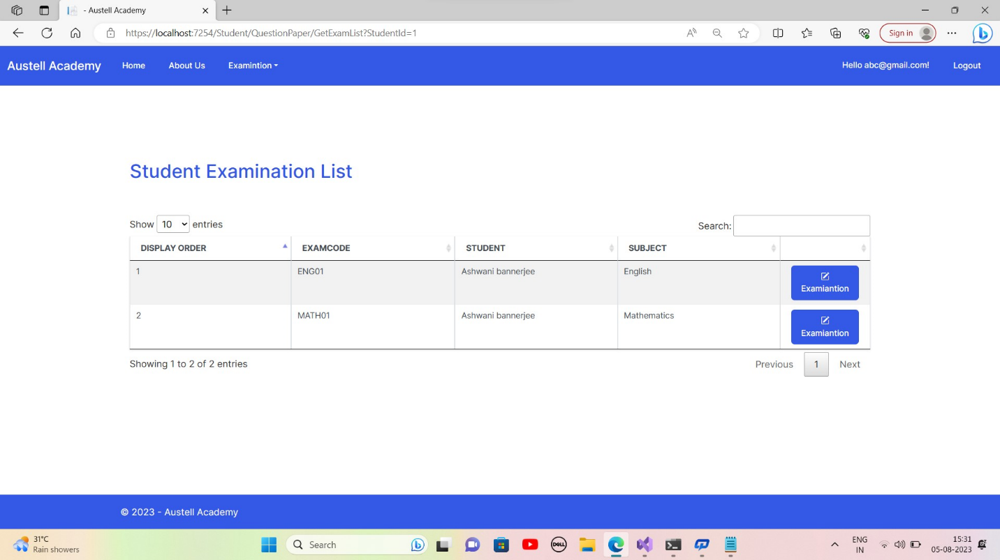 - Austell Academy
https://localhost:7254/Student/QuestionPaper/GetExamList?StudentId=1
Sign in
Austell Academy Home About Us Examintion Hello abc@gmail.com! Logout
Student Examination List
Show 10 entries Search:
DISPLAY ORDER EXAMCODE STUDENT SUBJECT
1 ENG01 Ashwani bannerjee English Examiantion
2 MATH01 Ashwani bannerjee Mathematics Examiantion
Showing 1 to 2 of 2 entries Previous 1 Next
© 2023 - Austell Academy
31°C
Rain showers
Search
DELL
ENG
IN
15:31
05-08-2023